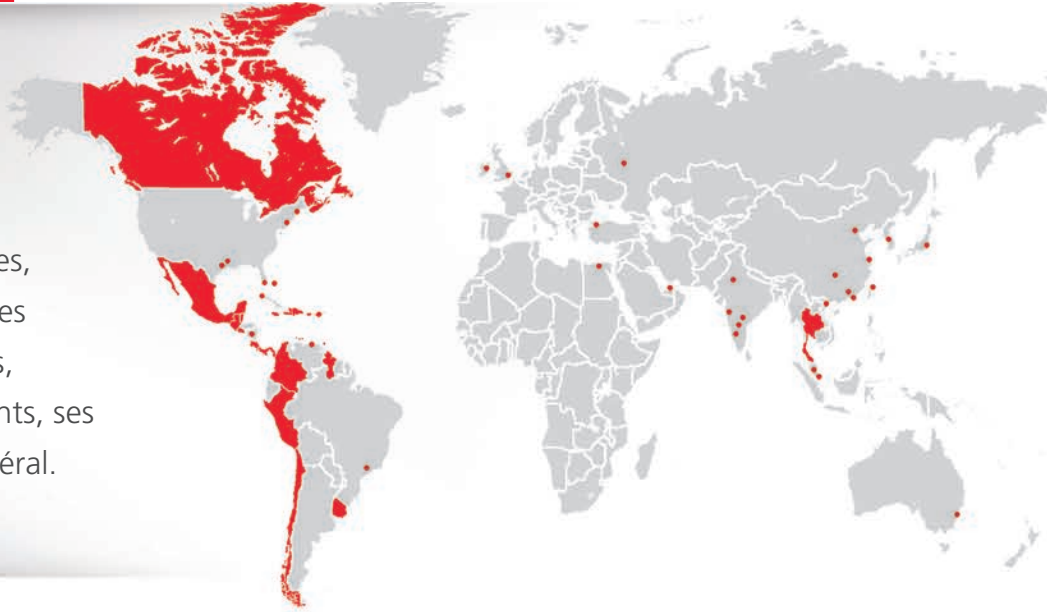 es,
es
s,
nts, ses
éral.